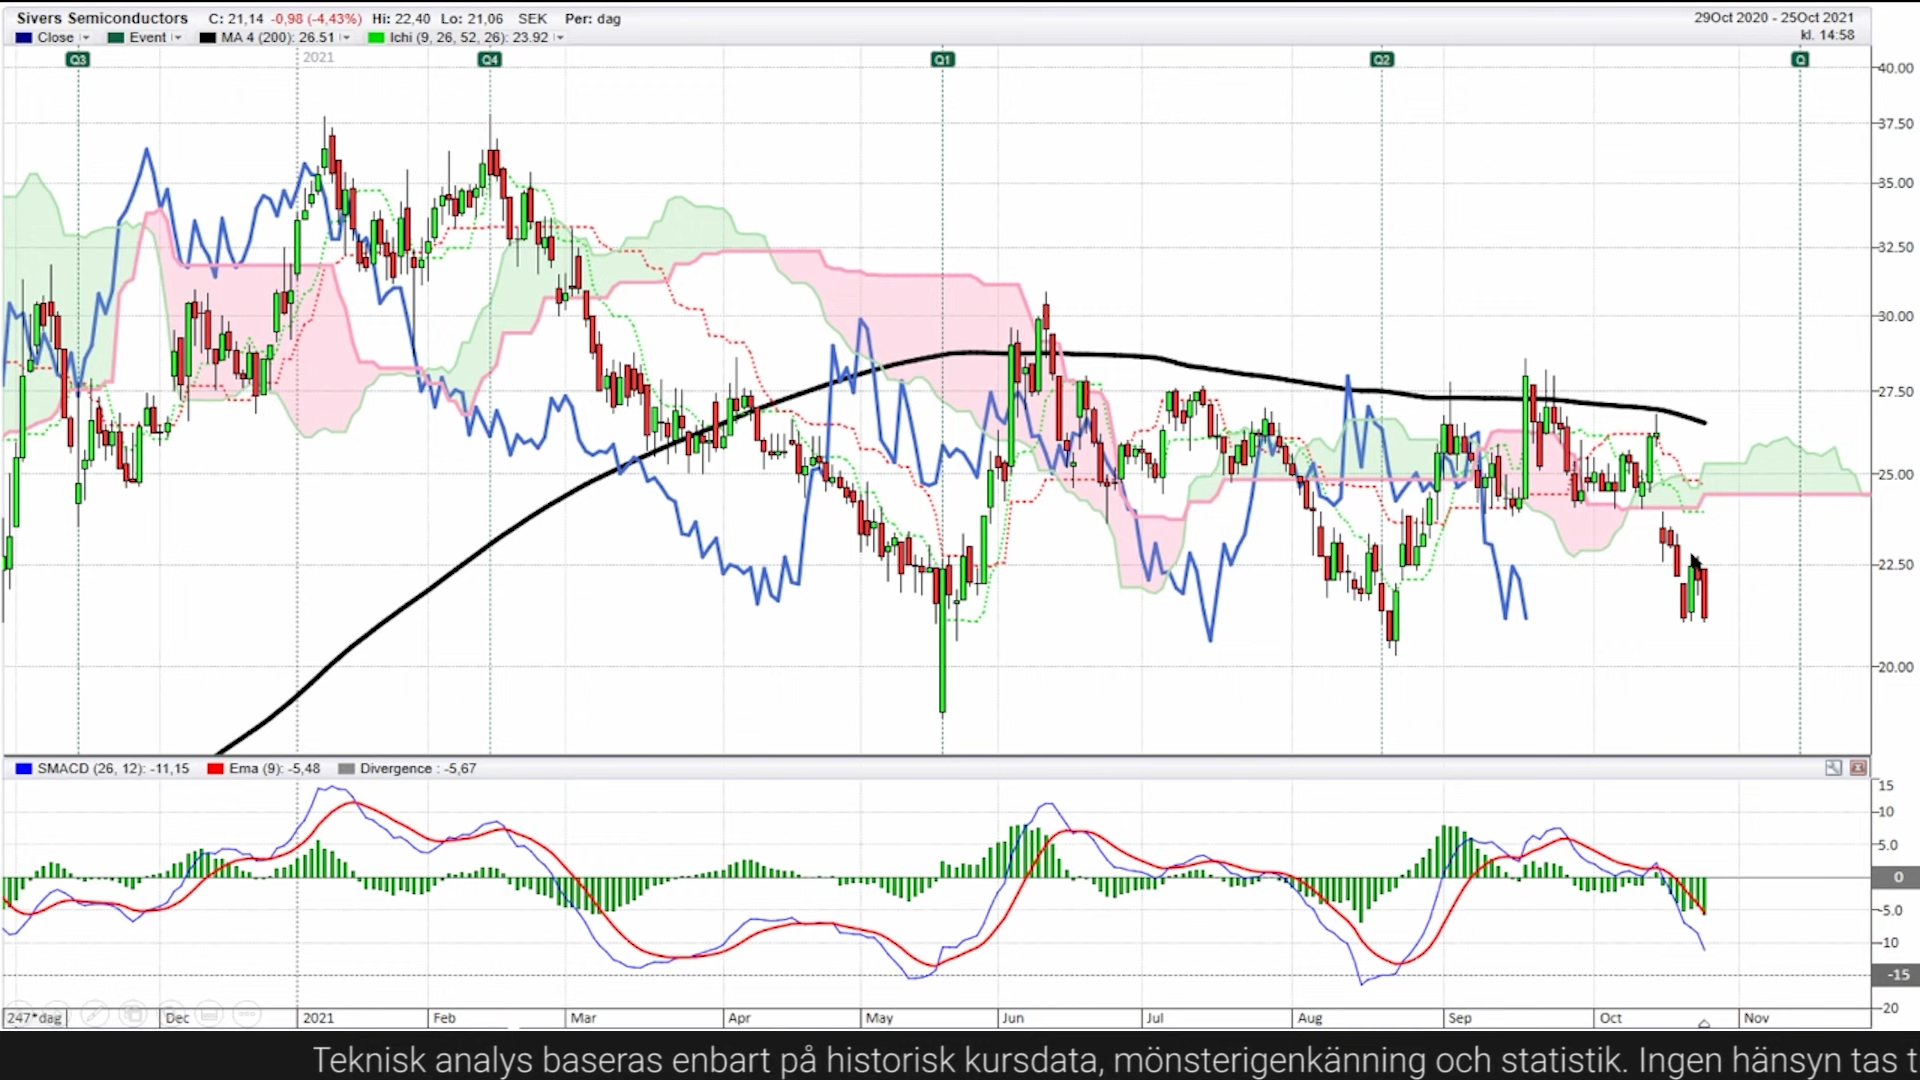 Sivers Semiconductors C: 21,14 -0,98 (-4,43%) Hi: 22,40 Lo: 21,06 SEK Per: dag 29Oct 2020 - 25Oct 2021
Close Event MA 4 (200): 26.51 Ichi (9, 26, 52, 26): 23.92 kl. 14:58
Q3 2021 Q4 Q1 Q2 Q
40.00
37.50
35.00
32.50
30.00
27.50
25.00
22.50
20.00
SMACD (26, 12): -11,15 Ema (9): -5,48 Divergence : -5,67
15
10
5.0
0
-5.0
-10
-15
-20
247*dag Dec 2021 Feb Mar Apr May Jun Jul Aug Sep Oct Nov
Teknisk analys baseras enbart på historisk kursdata, mönsterigenkänning och statistik. Ingen hänsyn tas t